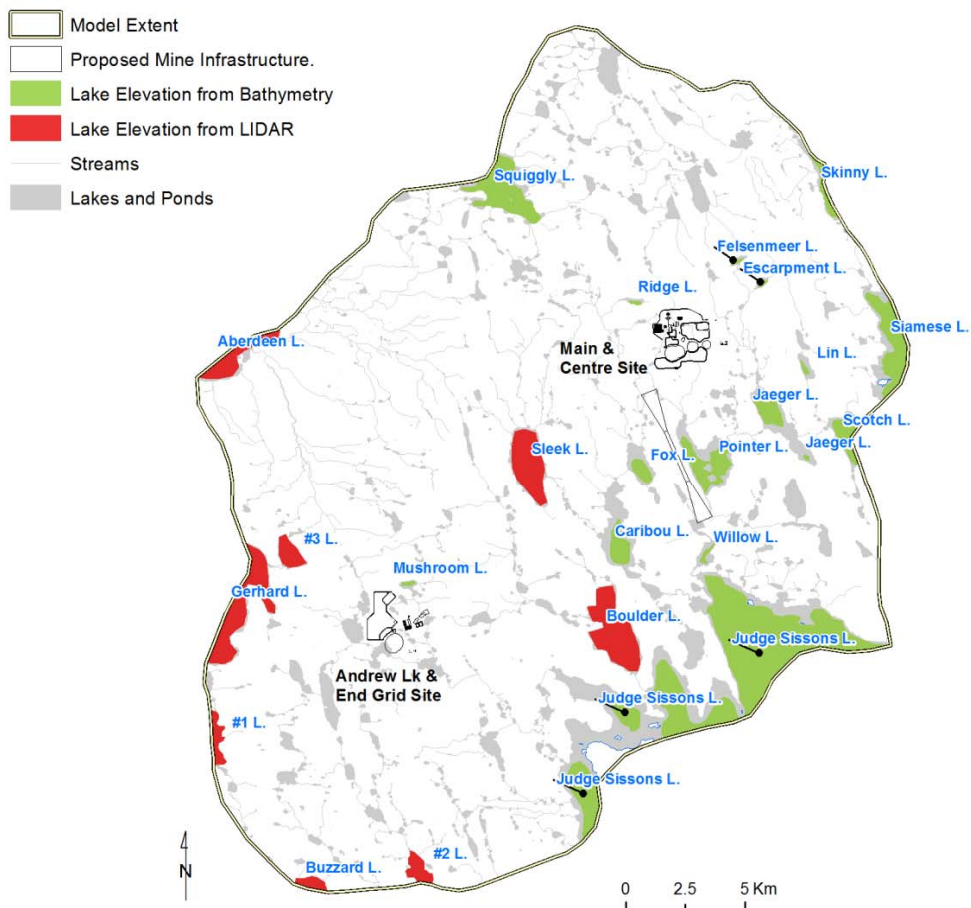 Model Extent
Proposed Mine Infrastructure.
Lake Elevation from Bathymetry
Lake Elevation from LIDAR
Streams
Lakes and Ponds
Squiggly L.
Skinny L.
Felsenmeer L.
Escarpment L.
Ridge L.
Siamese L.
Aberdeen L.
Main &
Centre Site
Lin L.
Jaeger L.
Scotch L.
Sleek L.
Fox L.
Pointer L.
Jaeger L.
Caribou L.
Willow L.
#3 L.
Mushroom L.
Gerhard L.
Boulder L.
Judge Sissons L.
Andrew Lk &
End Grid Site
Judge Sissons L.
#1 L.
Judge Sissons L.
#2 L.
Buzzard L.
N
0 2.5 5 Km